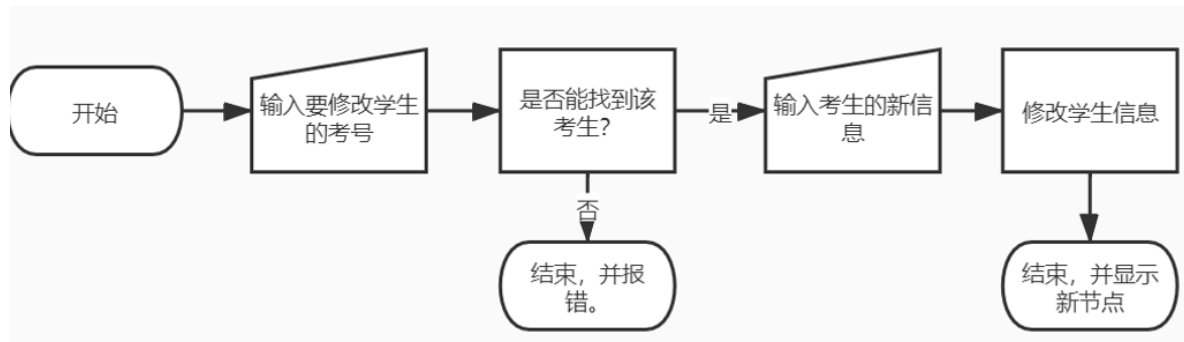 开始
输入要修改学生
的考号
是否能找到该
考生？
是
输入考生的新信
息
修改学生信息
否
结束，并报
错。
结束，并显示
新节点